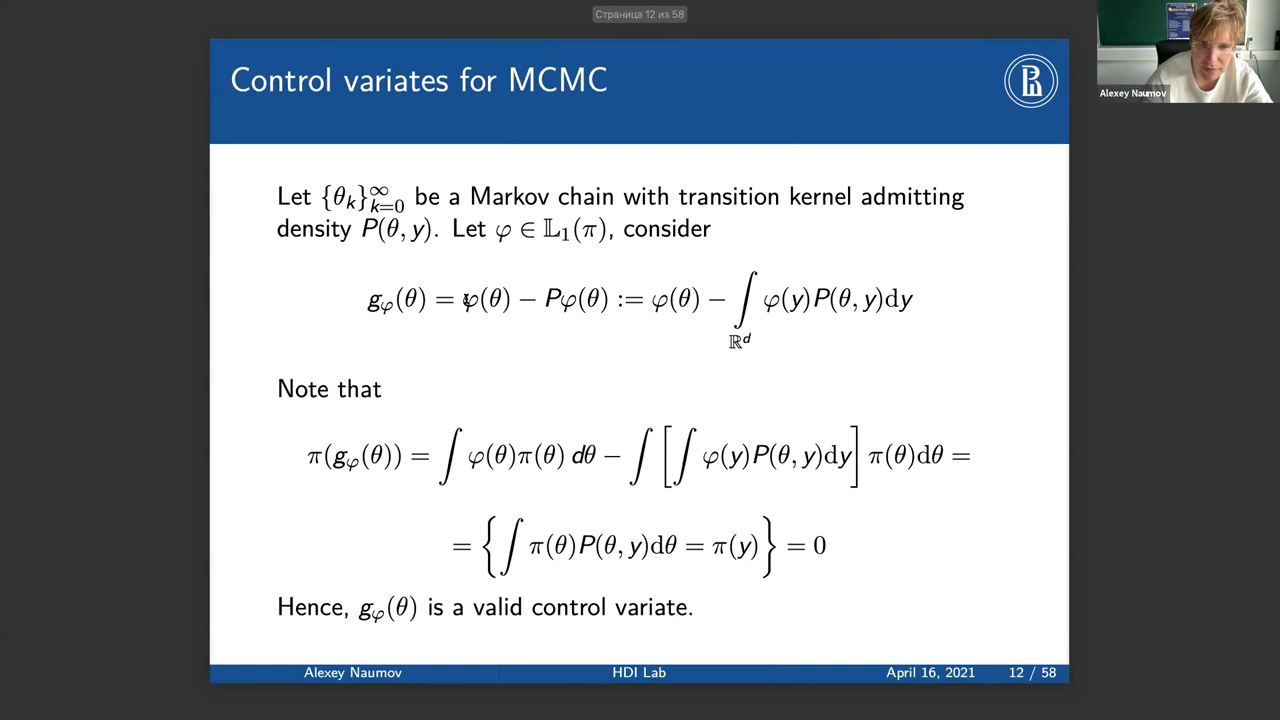 Страница 12 из 58
Control variates for MCMC
Alexey Naumov
Let {θ_k}_{k=0}^∞ be a Markov chain with transition kernel admitting
density P(θ, y). Let φ ∈ 𝕃_1(π), consider
g_φ(θ) = φ(θ) − Pφ(θ) := φ(θ) − ∫_{ℝ^d} φ(y)P(θ, y)dy
Note that
π(g_φ(θ)) = ∫ φ(θ)π(θ) dθ − ∫ [∫ φ(y)P(θ, y)dy] π(θ)dθ =
= {∫ π(θ)P(θ, y)dθ = π(y)} = 0
Hence, g_φ(θ) is a valid control variate.
Alexey Naumov HDI Lab April 16, 2021 12 / 58